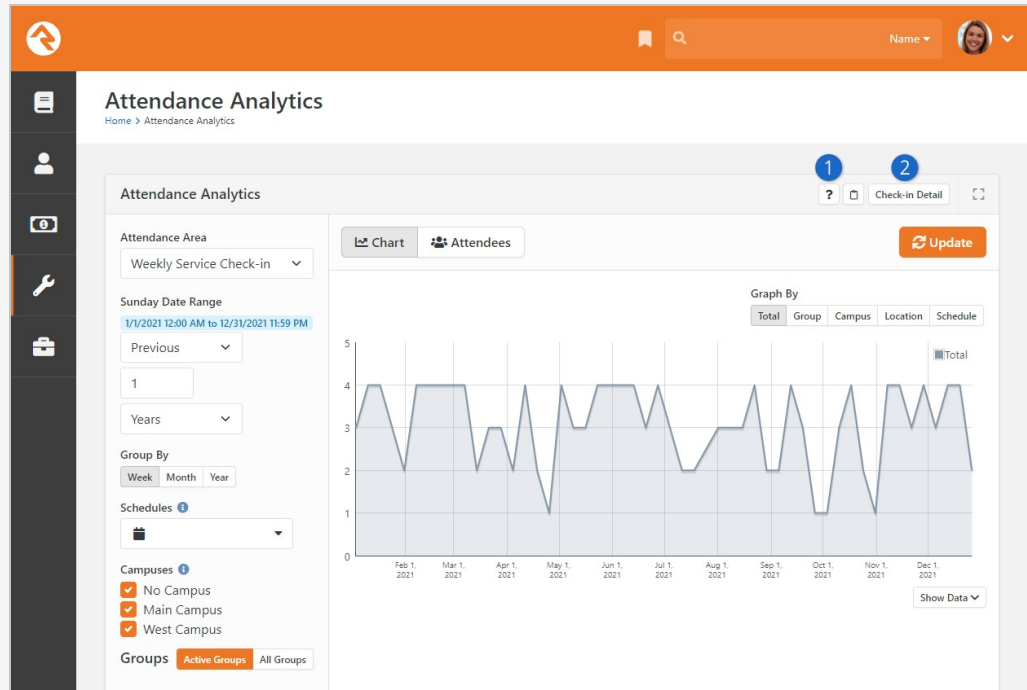 Name
Attendance Analytics
Home > Attendance Analytics
1
2
Attendance Analytics
?
Check-in Detail
Attendance Area
Weekly Service Check-in
Sunday Date Range
1/1/2021 12:00 AM to 12/31/2021 11:59 PM
Previous
1
Years
Group By
Week Month Year
Schedules
Campuses
No Campus
Main Campus
West Campus
Groups Active Groups All Groups
Chart Attendees
Update
Graph By
Total Group Campus Location Schedule
Total
5
4
3
2
1
0
Feb 1, 2021
Mar 1, 2021
Apr 1, 2021
May 1, 2021
Jun 1, 2021
Jul 1, 2021
Aug 1, 2021
Sep 1, 2021
Oct 1, 2021
Nov 1, 2021
Dec 1, 2021
Show Data